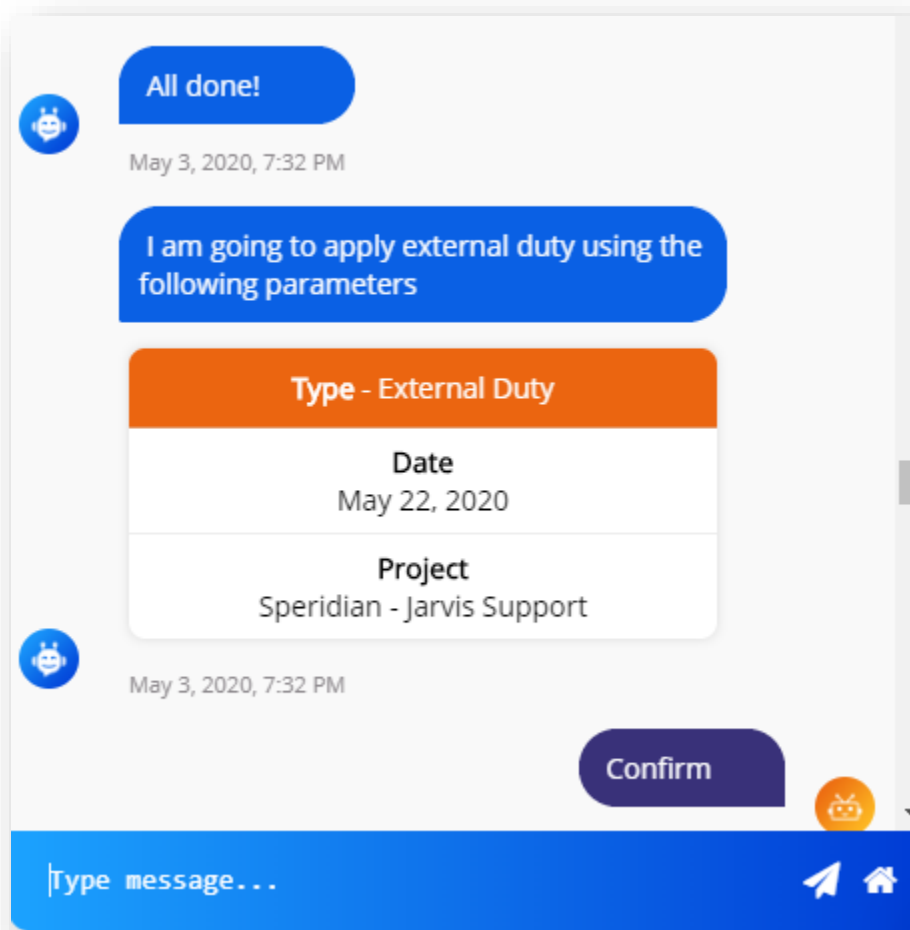 All done!
May 3, 2020, 7:32 PM
I am going to apply external duty using the
following parameters
Type - External Duty
Date
May 22, 2020
Project
Speridian - Jarvis Support
May 3, 2020, 7:32 PM
Confirm
Type message...